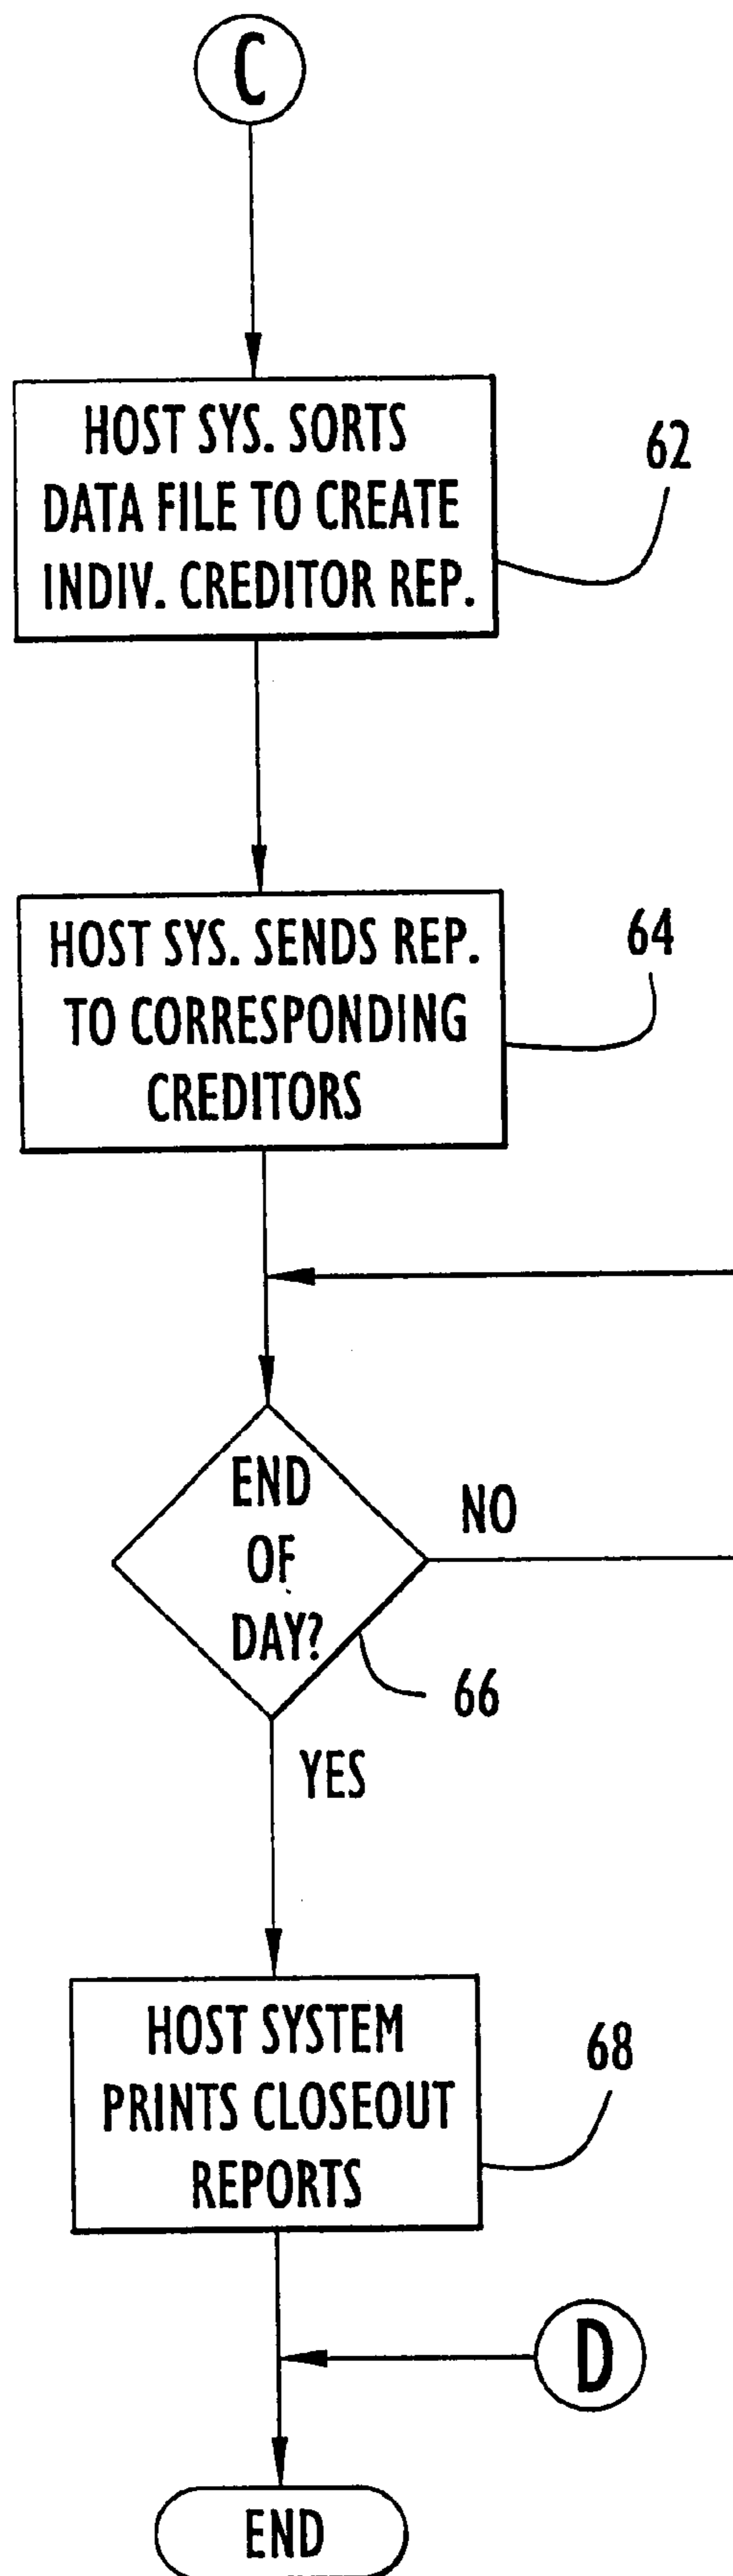 C
HOST SYS. SORTS
DATA FILE TO CREATE
INDIV. CREDITOR REP.
62
HOST SYS. SENDS REP.
TO CORRESPONDING
CREDITORS
64
END
OF
DAY?
NO
66
YES
HOST SYSTEM
PRINTS CLOSEOUT
REPORTS
68
D
END